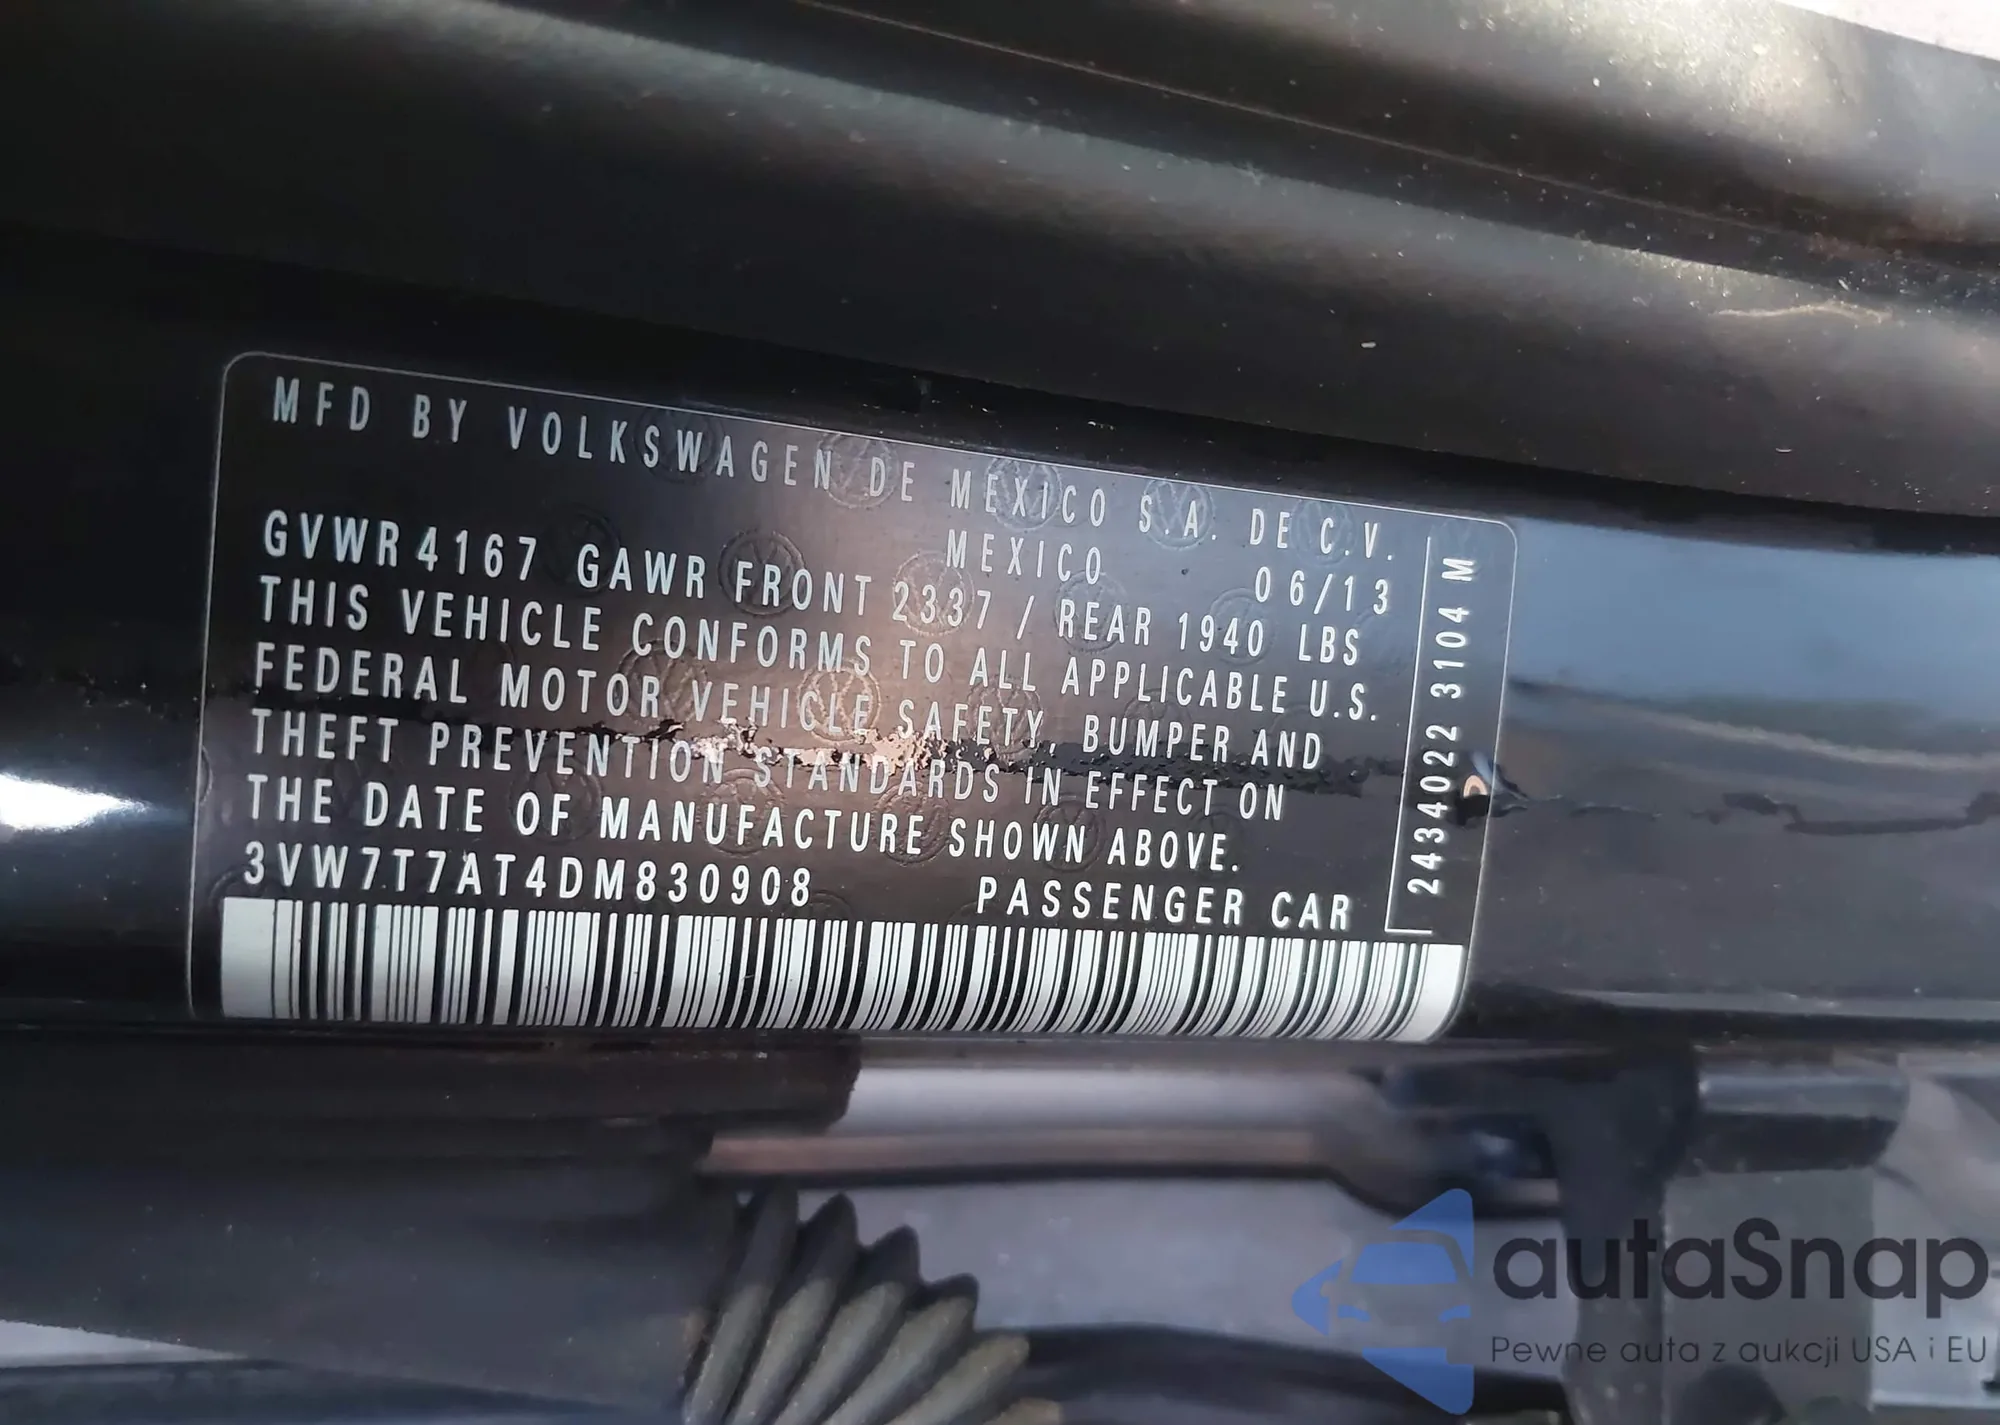 MFD BY VOLKSWAGEN DE MEXICO S.A. DE C.V.
MEXICO 06/13
GVWR 4167 GAWR FRONT 2337 / REAR 1940 LBS
THIS VEHICLE CONFORMS TO ALL APPLICABLE U.S.
FEDERAL MOTOR VEHICLE SAFETY, BUMPER AND
THEFT PREVENTION STANDARDS IN EFFECT ON
THE DATE OF MANUFACTURE SHOWN ABOVE.
3VW7T7AT4DM830908 PASSENGER CAR
2434022 3104 M
autaSnap
Pewne auta z aukcji USA i EU